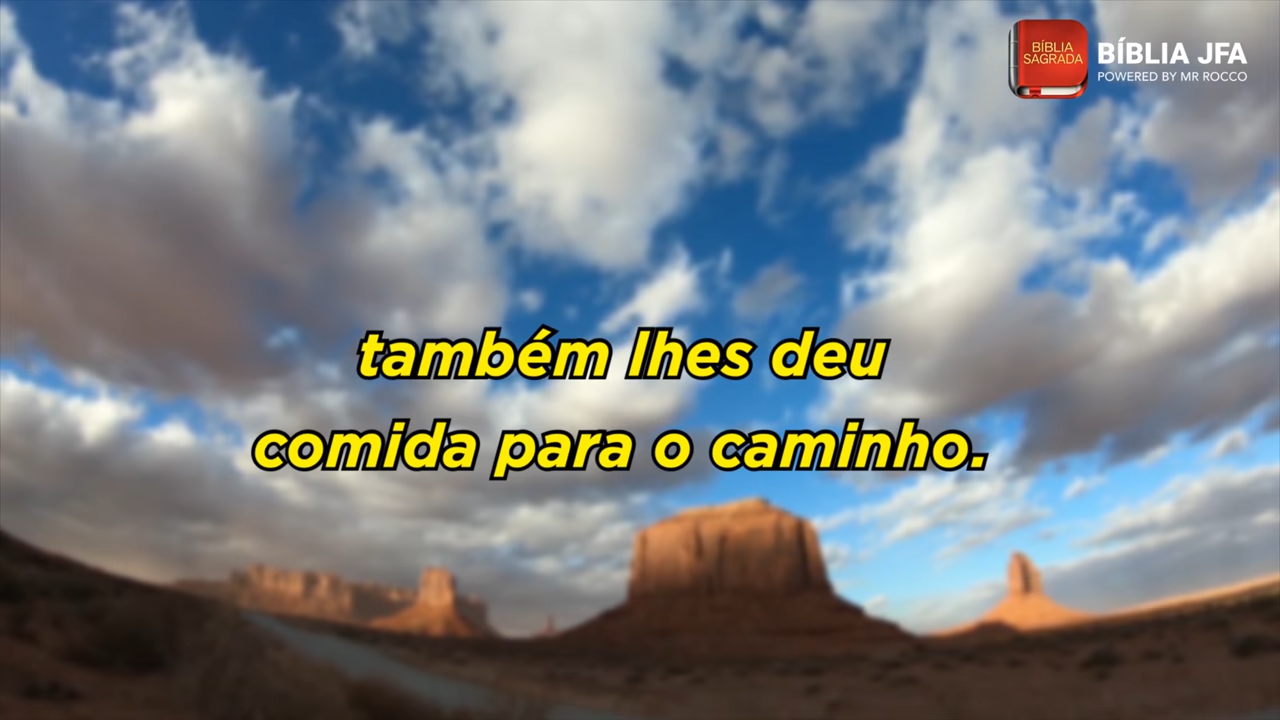 BÍBLIA
SAGRADA
BÍBLIA JFA
POWERED BY MR ROCCO
também lhes deu
comida para o caminho.